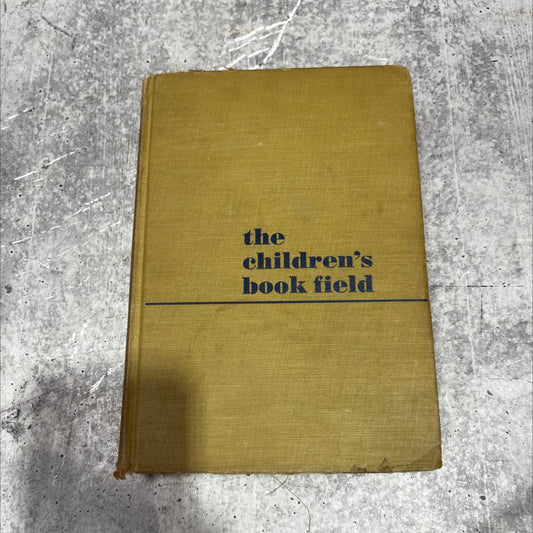 the
children's
book field